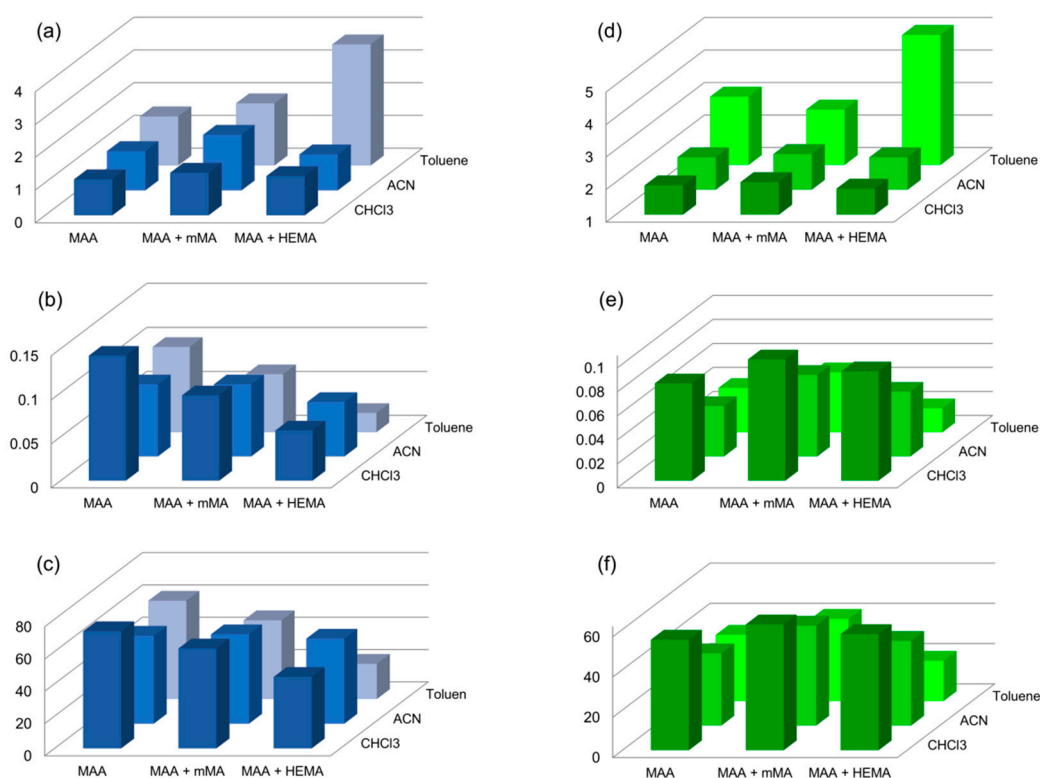 (a)
4
3
2
1
0
MAA
MAA + mMA
MAA + HEMA
CHCl3
ACN
Toluene
(d)
5
4
3
2
1
MAA
MAA + mMA
MAA + HEMA
CHCl3
ACN
Toluene
(b)
0.15
0.1
0.05
0
MAA
MAA + mMA
MAA + HEMA
CHCl3
ACN
Toluene
(e)
0.1
0.08
0.06
0.04
0.02
0
MAA
MAA + mMA
MAA + HEMA
CHCl3
ACN
Toluene
(c)
80
60
40
20
0
MAA
MAA + mMA
MAA + HEMA
CHCl3
ACN
Toluen
(f)
60
40
20
0
MAA
MAA + mMA
MAA + HEMA
CHCl3
ACN
Toluene